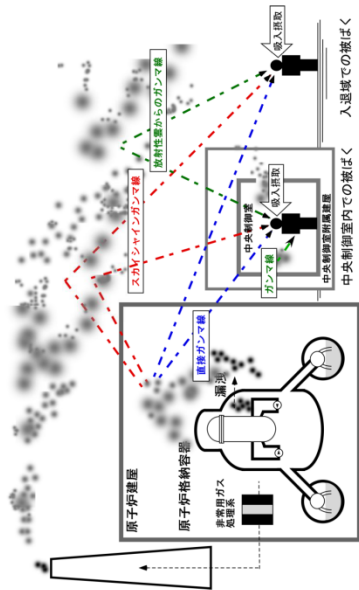 原子炉建屋
原子炉格納容器
非常用ガス
処理系
漏洩
直接ガンマ線
スカイシャインガンマ線
放射性雲からのガンマ線
中央制御室
吸入摂取
ガンマ線
中央制御室附属建屋
中央制御室内での被ばく
吸入摂取
入退域での被ばく